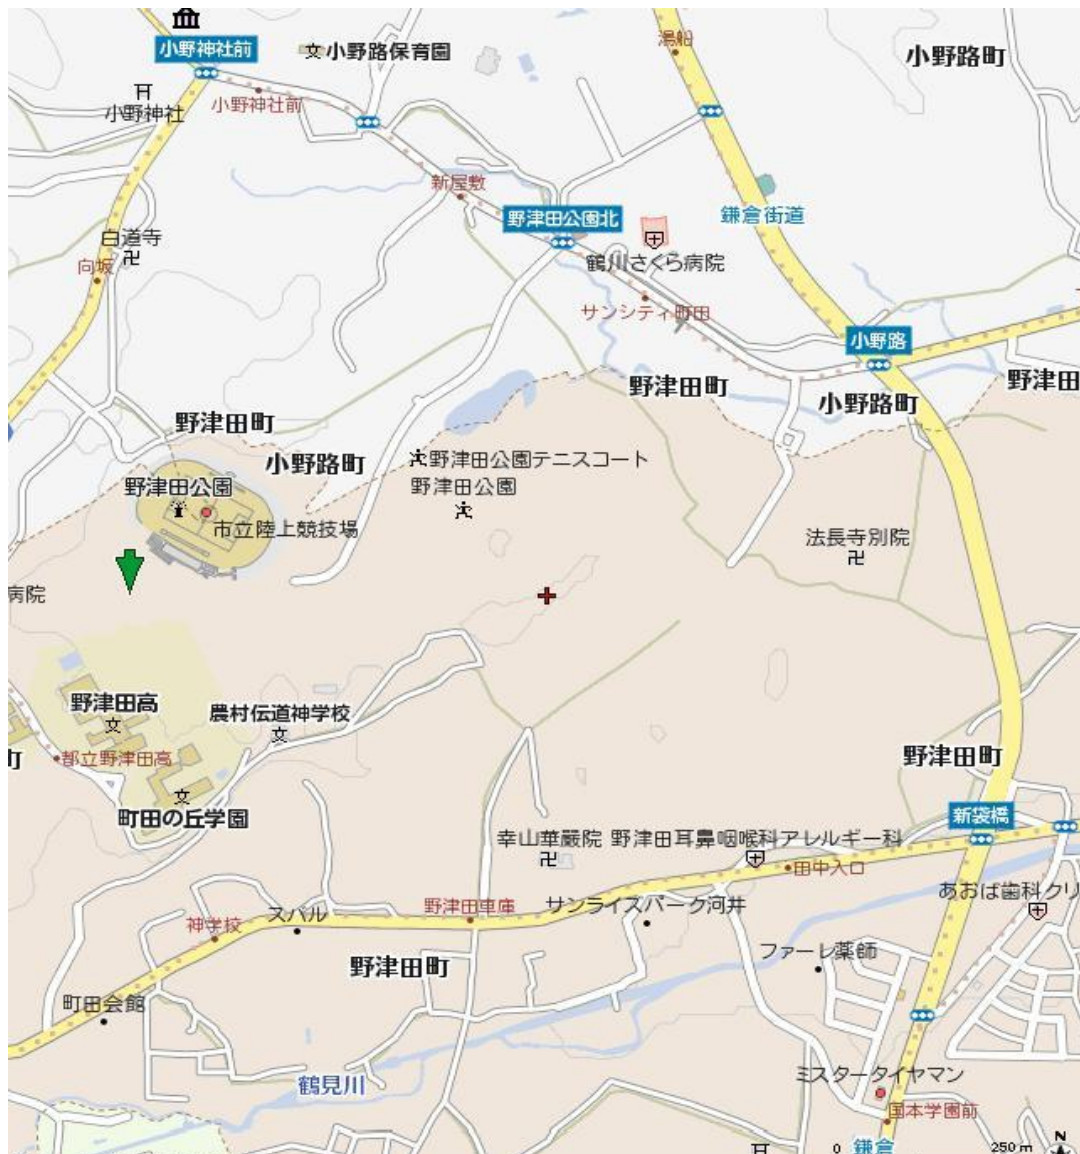 小野神社前
小野路保育園
湯船
小野路町
小野神社
小野神社前
新屋敷
野津田公園北
鎌倉街道
白道寺
向坂
鶴川さくら病院
サンシティ町田
小野路
野津田町
野津田
小野路町
野津田町
小野路町
野津田公園テニスコート
野津田公園
野津田公園
市立陸上競技場
法長寺別院
病院
野津田高
農村伝道神学校
都立野津田高
町
野津田町
町田の丘学園
新袋橋
幸山華厳院
野津田耳鼻咽喉科アレルギー科
田中入口
あおば歯科クリ
神学校
スバル
野津田車庫
サンライズパーク河井
ファーレ薬師
野津田町
町田会館
鶴見川
ミスタータイヤマン
国本学園前
鎌倉
0
250 m
N